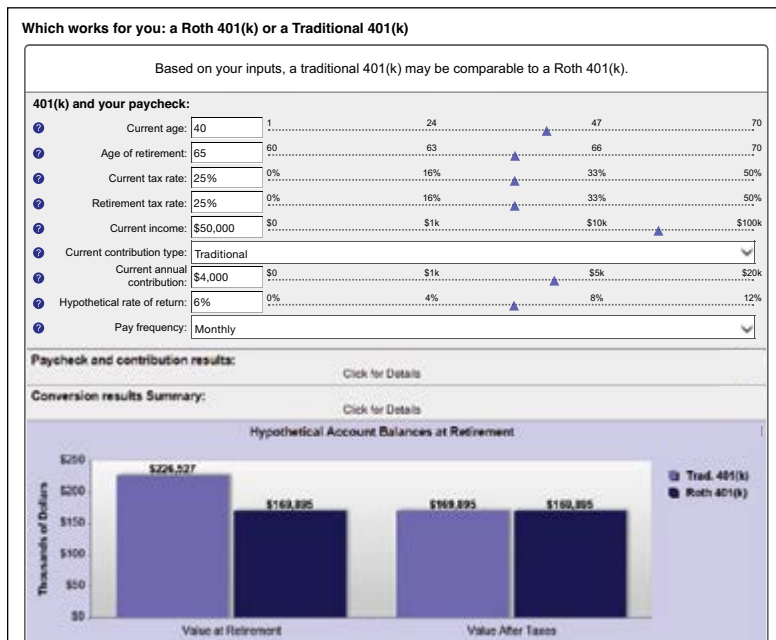 Which works for you: a Roth 401(k) or a Traditional 401(k)
Based on your inputs, a traditional 401(k) may be comparable to a Roth 401(k).
401(k) and your paycheck:
? Current age: 40 1 24 47 70
? Age of retirement: 65 60 63 66 70
? Current tax rate: 25% 0% 16% 33% 50%
? Retirement tax rate: 25% 0% 16% 33% 50%
? Current income: $50,000 $0 $1k $10k $100k
? Current contribution type: Traditional
? Current annual
contribution: $4,000 $0 $1k $5k $20k
? Hypothetical rate of return: 6% 0% 4% 8% 12%
? Pay frequency: Monthly
Paycheck and contribution results:
Click for Details
Conversion results Summary:
Click for Details
Hypothetical Account Balances at Retirement
Thousands of Dollars
$250
$200
$150
$100
$50
$0
$226,527
$169,895
$169,895
$169,895
Trad. 401(k)
Roth 401(k)
Value at Retirement
Value After Taxes